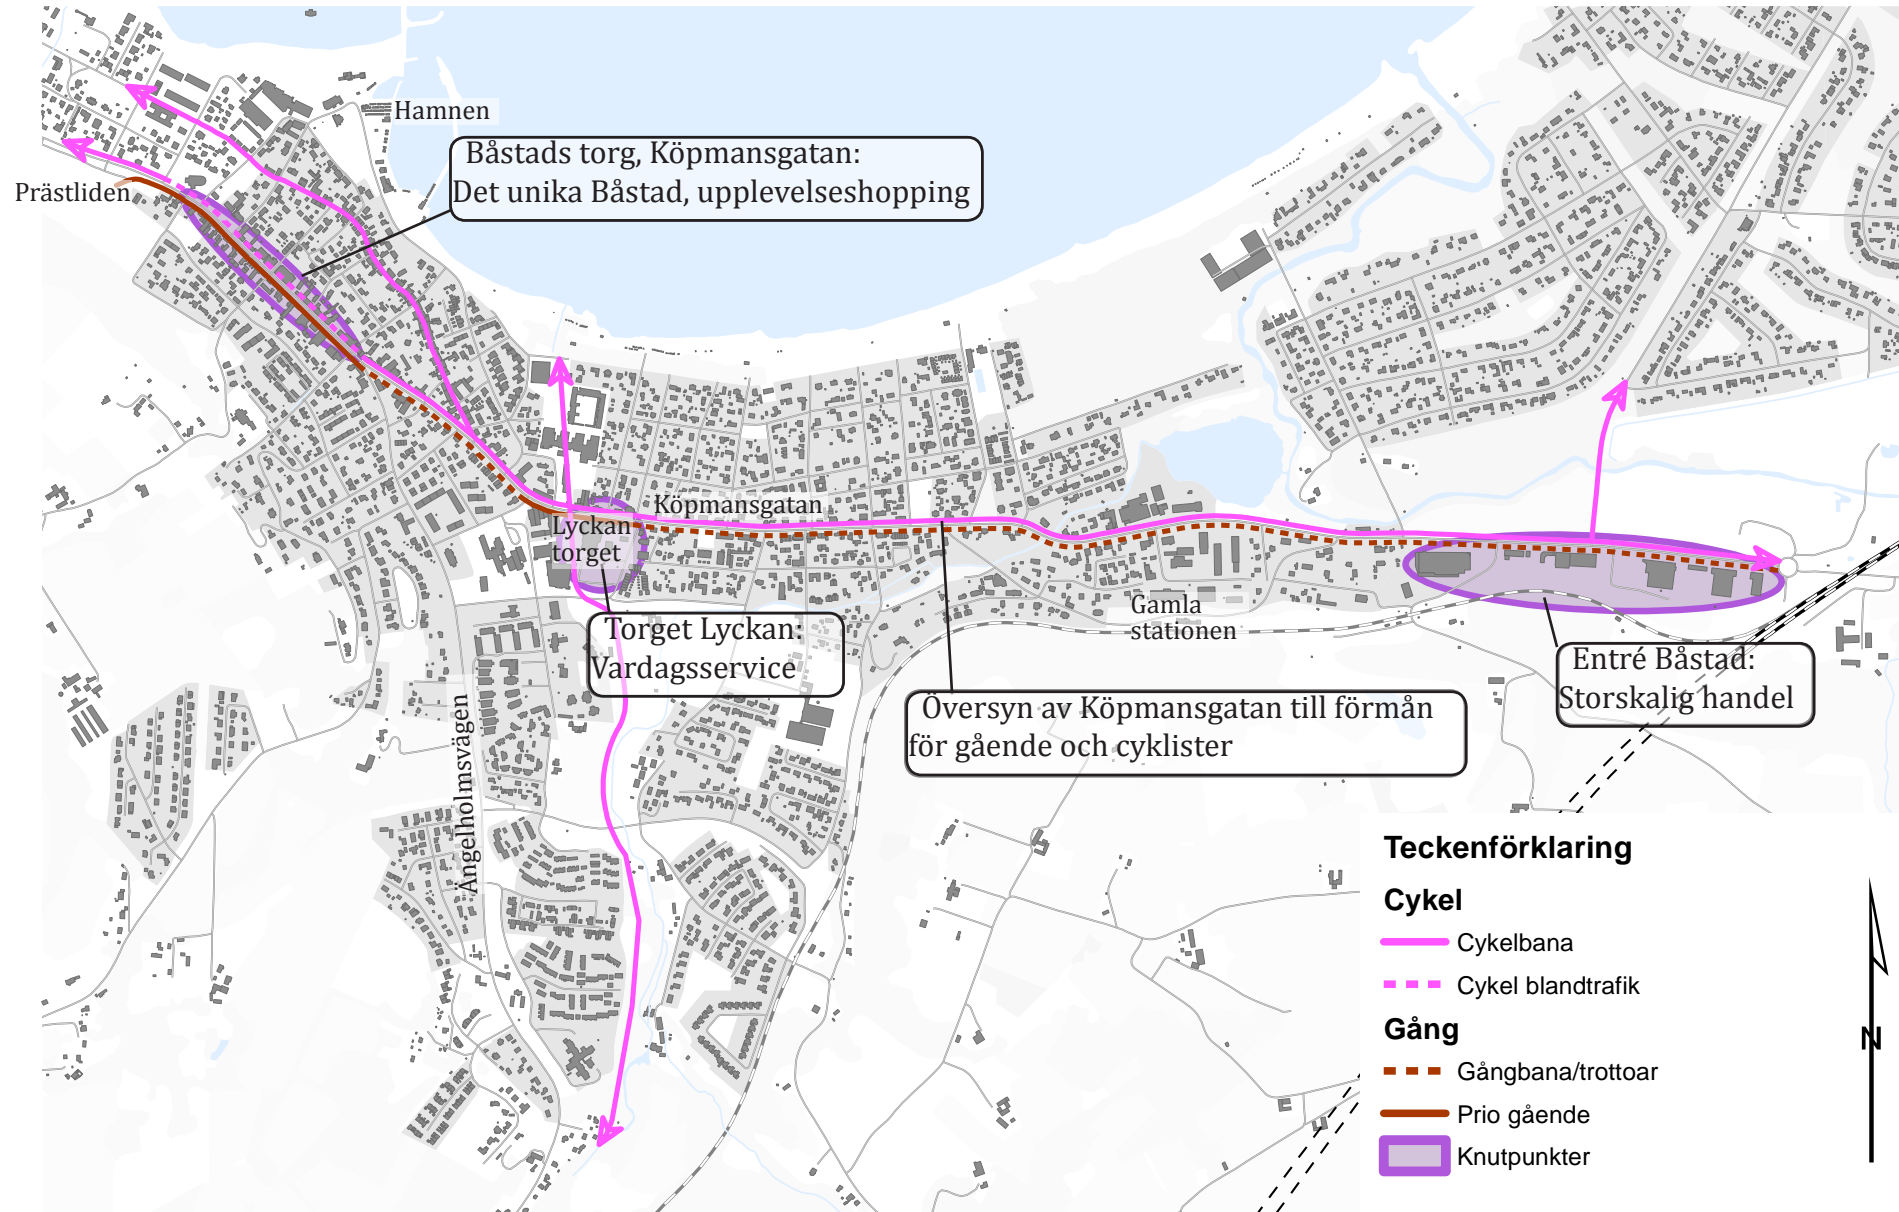 Hamnen
Båstads torg, Köpmansgatan:
Det unika Båstad, upplevelseshopping
Prästliden
Köpmansgatan
Lyckan
torget
Gamla
stationen
Torget Lyckan:
Vardagsservice
Entré Båstad:
Storskalig handel
Översyn av Köpmansgatan till förmån
för gående och cyklister
Ängelholmsvägen
Teckenförklaring
Cykel
Cykelbana
Cykel blandtrafik
Gång
Gångbana/trottoar
Prio gående
Knutpunkter
N